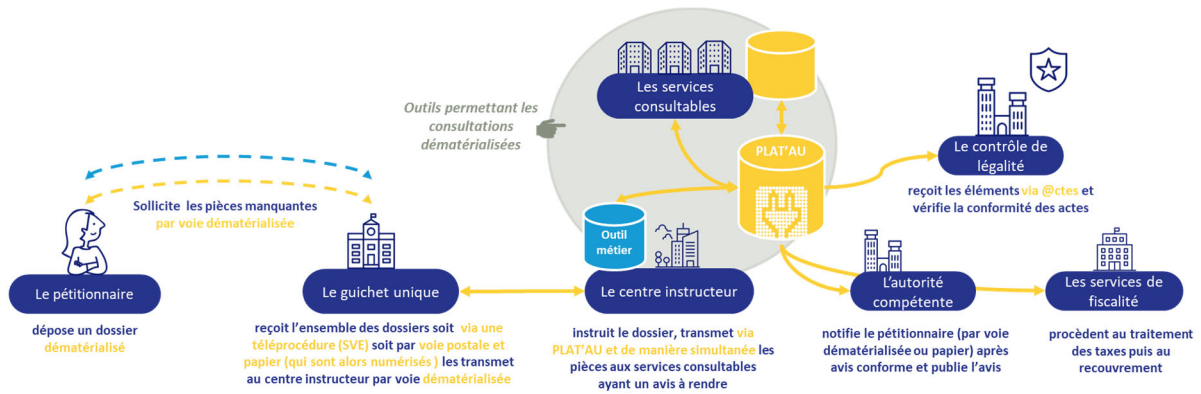 Outils permettant les
consultations
dématérialisées
Les services
consultables
PLAT'AU
Outil
métier
Le contrôle de
légalité
reçoit les éléments via @ctes et
vérifie la conformité des actes
Sollicite les pièces manquantes
par voie dématérialisée
Le pétitionnaire
dépose un dossier
dématérialisé
Le guichet unique
reçoit l'ensemble des dossiers soit via une
téléprocédure (SVE) soit par voie postale et
papier (qui sont alors numérisés ) les transmet
au centre instructeur par voie dématérialisée
Le centre instructeur
instruit le dossier, transmet via
PLAT'AU et de manière simultanée les
pièces aux services consultables
ayant un avis à rendre
L'autorité
compétente
notifie le pétitionnaire (par voie
dématérialisée ou papier) après
avis conforme et publie l'avis
Les services de
fiscalité
procèdent au traitement
des taxes puis au
recouvrement